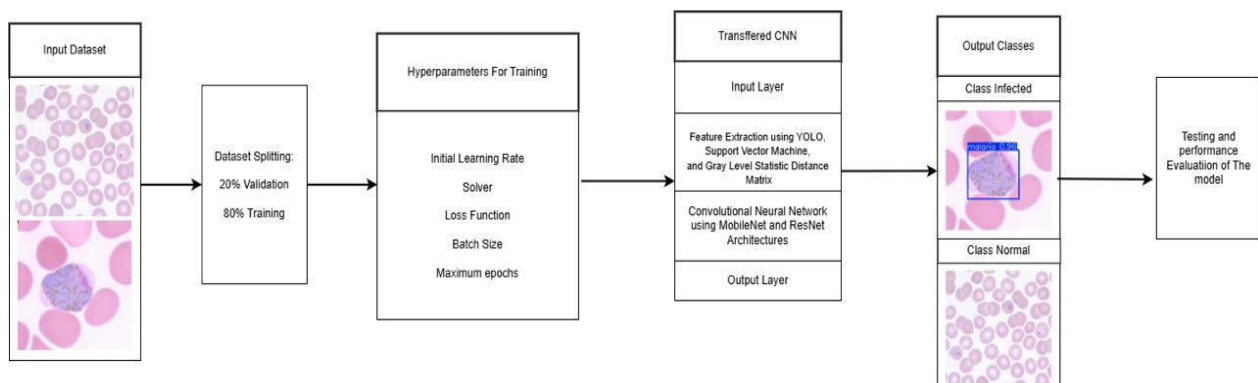 Input Dataset
Dataset Splitting:
20% Validation
80% Training
Hyperparameters For Training
Initial Learning Rate
Solver
Loss Function
Batch Size
Maximum epochs
Transffered CNN
Input Layer
Feature Extraction using YOLO,
Support Vector Machine,
and Gray Level Statistic Distance
Matrix
Convolutional Neural Network
using MobileNet and ResNet
Architectures
Output Layer
Output Classes
Class Infected
malaria 0.95
Class Normal
Testing and
performance
Evaluatiion of The
model